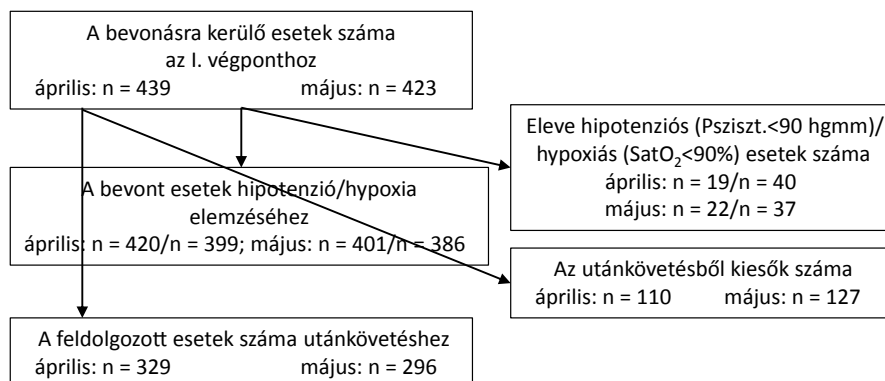 A bevonásra kerülő esetek száma
az I. végponthoz
április: n = 439 május: n = 423
Eleve hipotenziós (Psziszt.<90 hgmm)/
hypoxiás (SatO₂<90%) esetek száma
április: n = 19/n = 40
május: n = 22/n = 37
A bevont esetek hipotenzió/hypoxia
elemzéséhez
április: n = 420/n = 399; május: n = 401/n = 386
Az utánkövetésből kiesők száma
április: n = 110 május: n = 127
A feldolgozott esetek száma utánkövetéshez
április: n = 329 május: n = 296